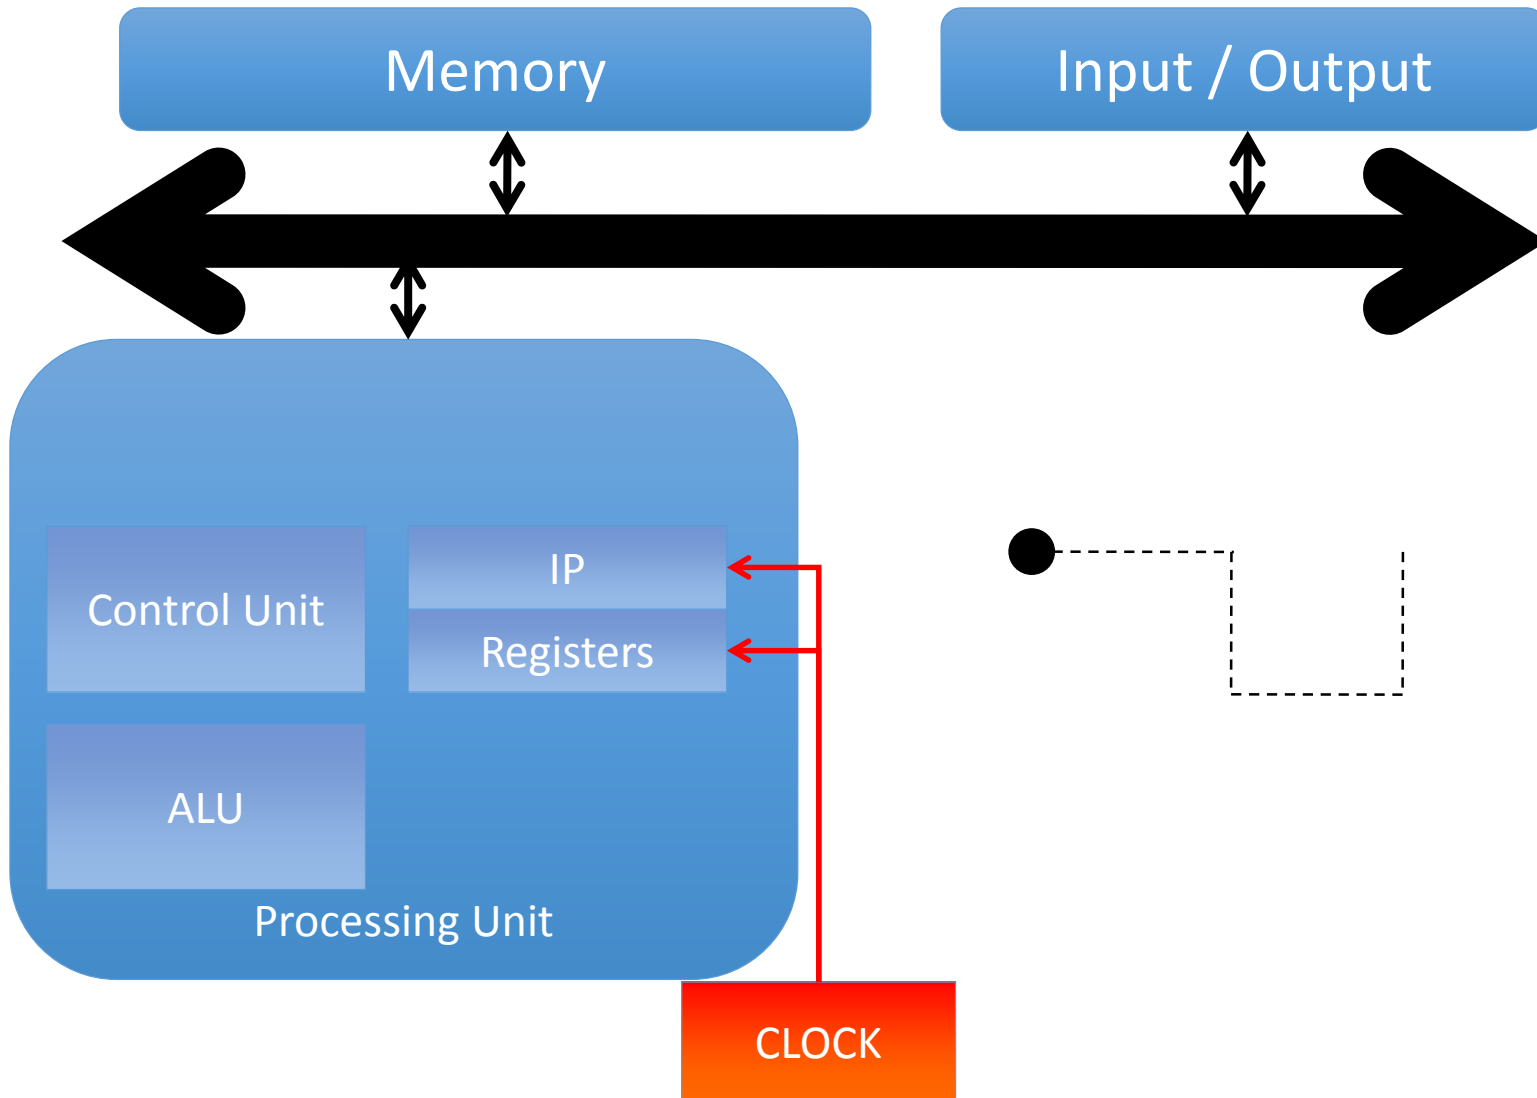 Memory
Input / Output
Control Unit
IP
Registers
ALU
Processing Unit
CLOCK